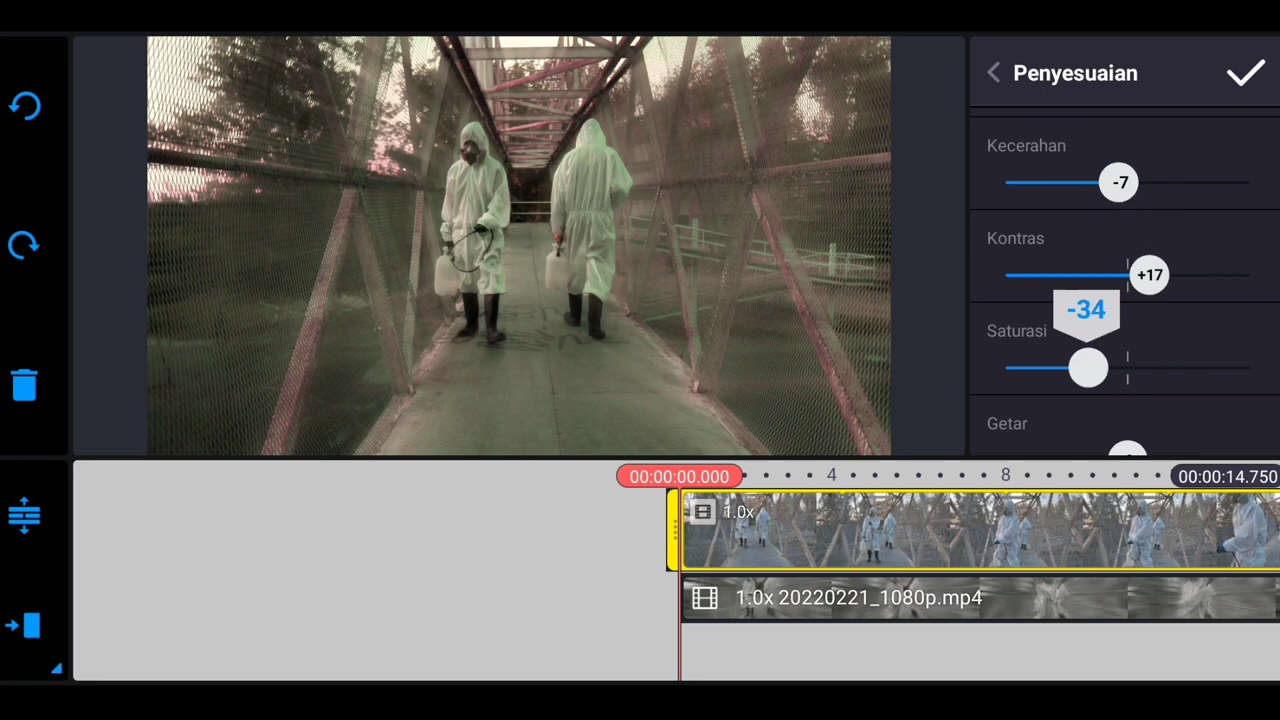 Penyesuaian
Kecerahan
-7
Kontras
+17
-34
Saturasi
Getar
00:00:00.000
4
8
00:00:14.750
1.0x
1.0x 20220221_1080p.mp4